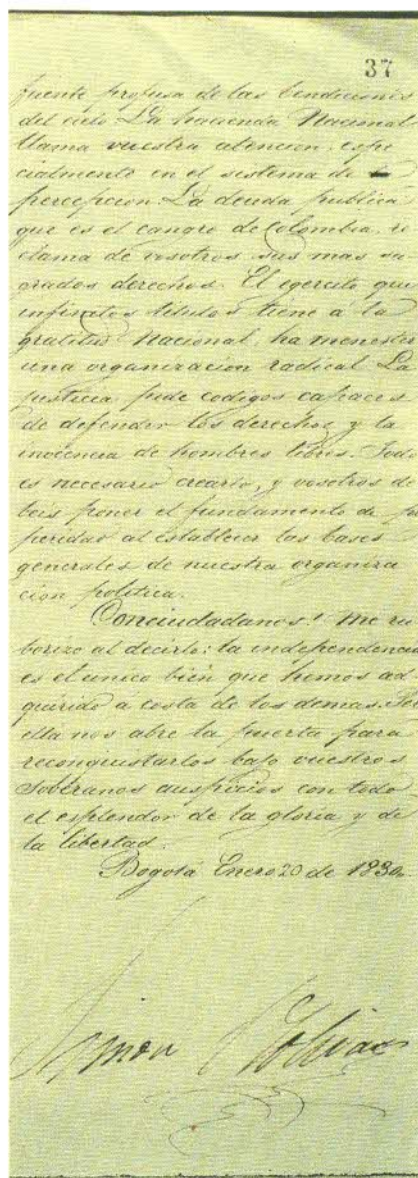 37
fuente profusa de las bendiciones
del cielo. La hacienda Nacional
llama vuestra atencion, espe
cialmente en el sistema de
percepcion. La deuda publica
que es el cangro de Colombia, re
clama de vosotros sus mas sa-
grados derechos. El egercito que
infinitos titulos tiene a la
gratitud Nacional, ha menester
una organizacion radical. La
justicia pide codigos capaces
de defender los derechos y la
inocencia de hombres libres. Todo
es necesario crearlo, y vosotros de
beis poner el fundamento de
peridad al establecer las bases
generales de nuestra organiza
cion politica.
Conciudadanos! me ru
borizo al decirlo: la independencia
es el unico bien que hemos ad-
quirido á costa de los demas.
ella nos abre la puerta para
reconquistarlos bajo vuestros
Soberanos auspicios con todo
el esplendor de la gloria y de
la libertad.
Bogotá Enero 20 de 1830.
Simon Bolivar